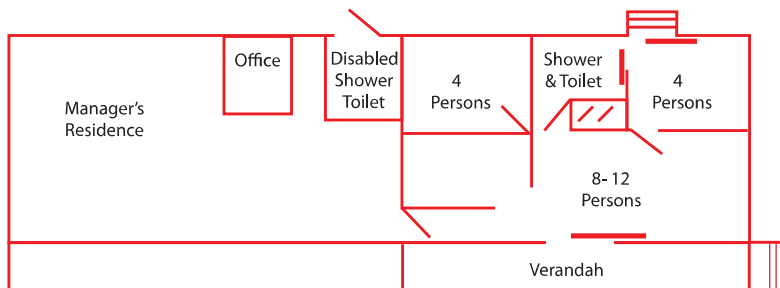 Manager's
Residence
Office
Disabled
Shower
Toilet
4
Persons
Shower
& Toilet
4
Persons
8- 12
Persons
Verandah